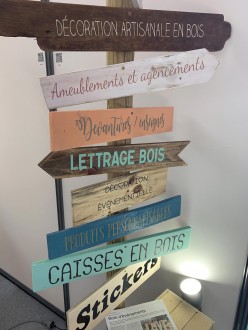 DÉCORATION ARTISANALE EN BOIS
Ameublements et agencements
Devantures / enseignes
LETTRAGE BOIS
DÉCORATION
ÉVÉNEMENTIELLE
PRODUITS PERSONNALISABLES
CAISSES EN BOIS
Stickers